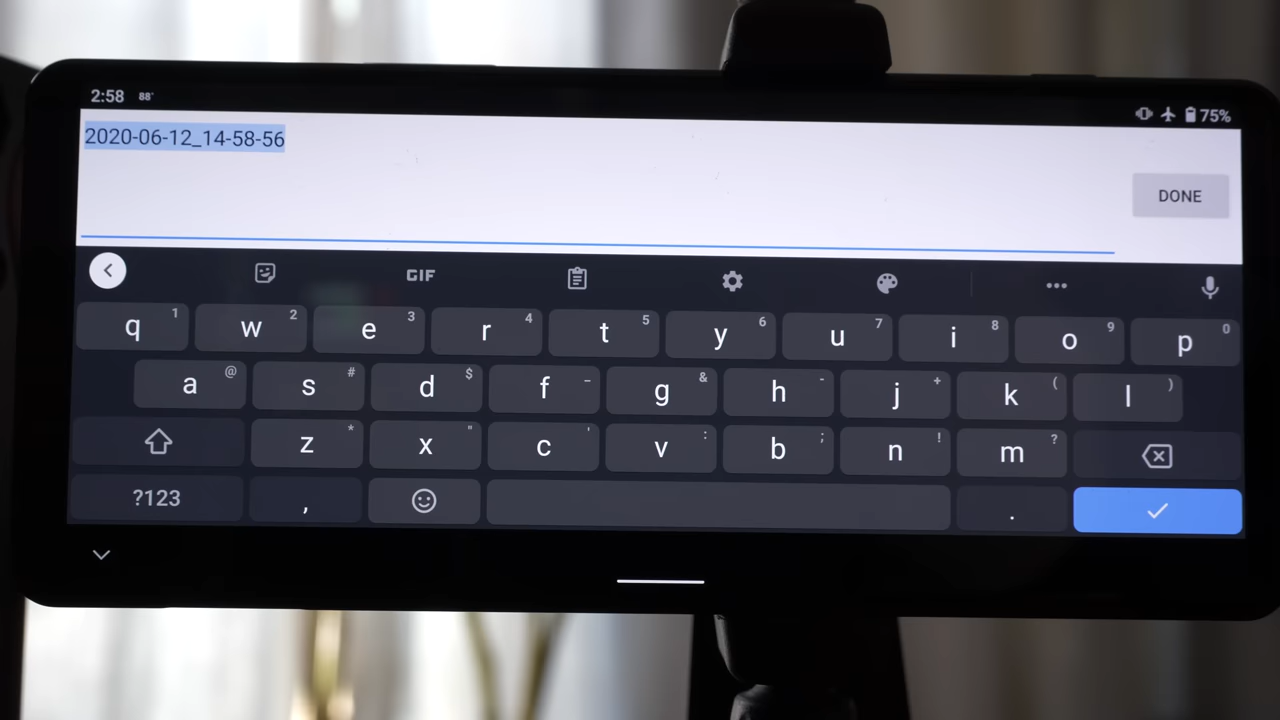 2:58 88° 75%
2020-06-12_14-58-56
DONE
GIF
q 1 w 2 e 3 r 4 t 5 y 6 u 7 i 8 o 9 p 0
a @ s # d $ f _ g & h - j + k ( l )
z * x " c ' v : b ; n ! m ?
?123 , .